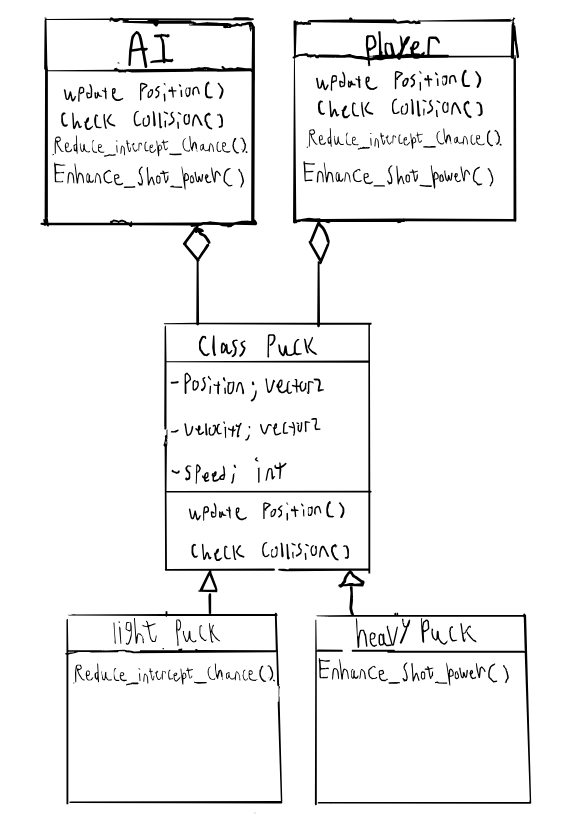 AI
update Position()
Check Collision()
Reduce_intercept_Chance().
Enhance_Shot_power()
Player
update Position()
Check Collision()
Reduce_intercept_Chance().
Enhance_Shot_power()
Class Puck
-Position; vector2
-velocity; vector2
-speed; int
update Position()
Check Collision()
light Puck
Reduce_intercept_Chance().
heavy Puck
Enhance_Shot_power()